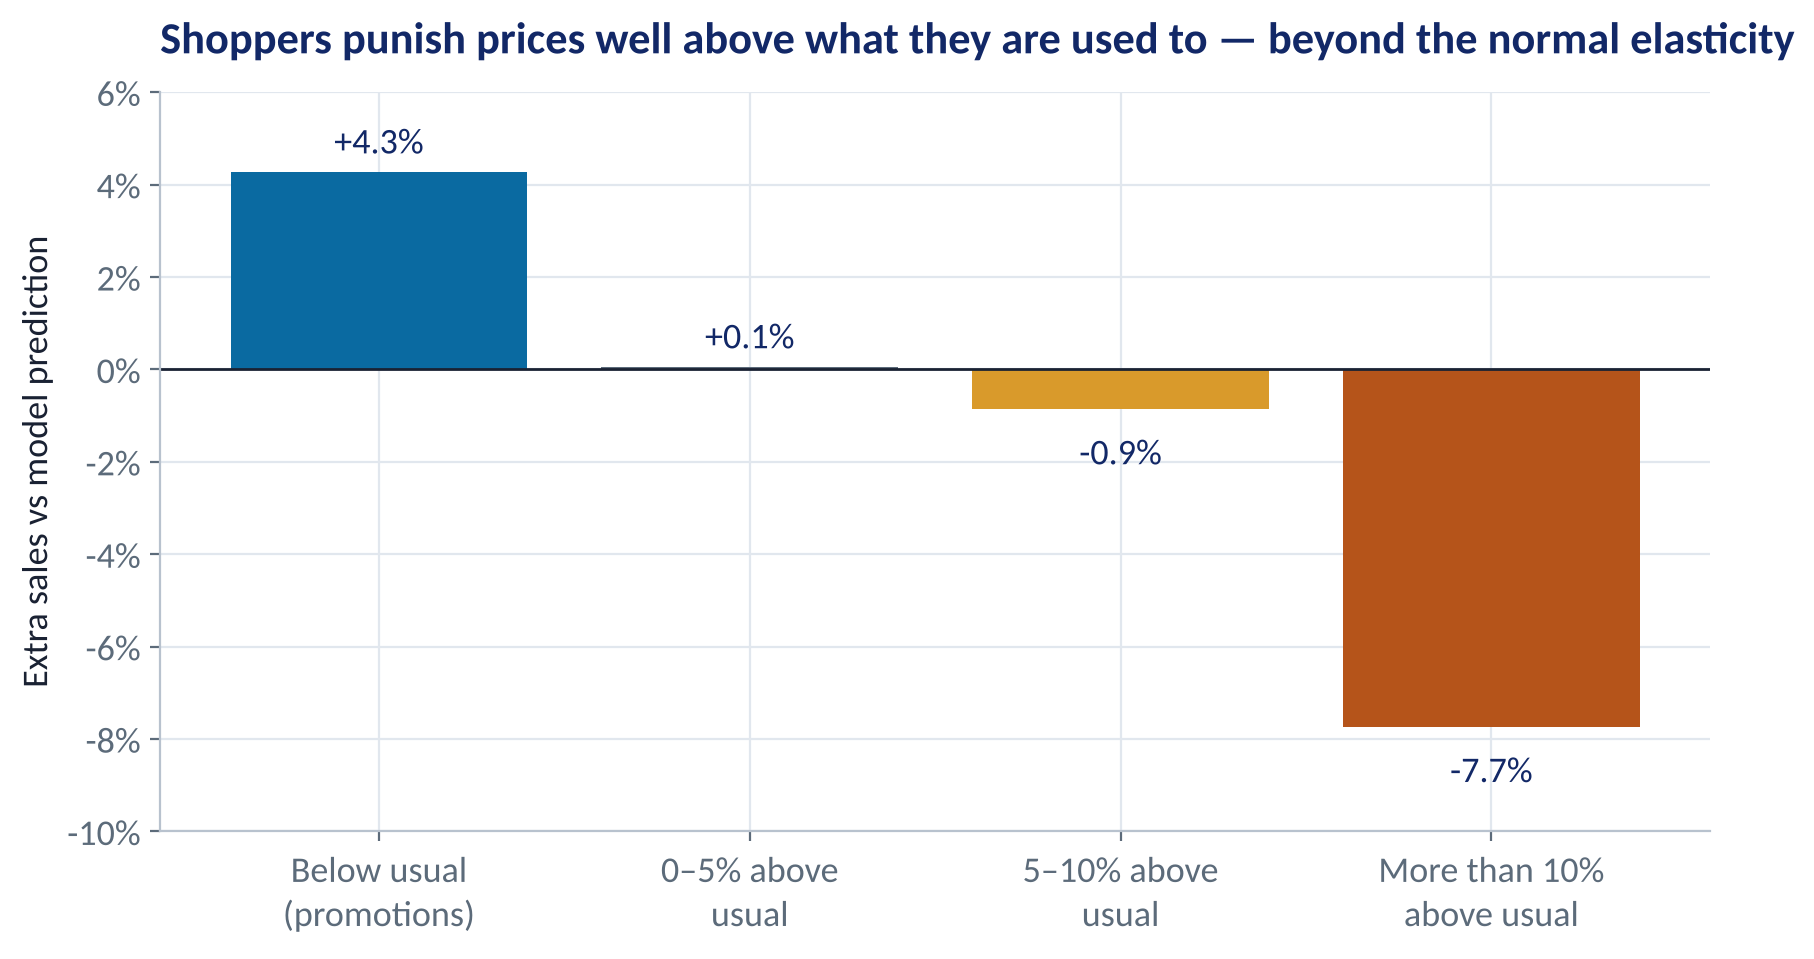 Shoppers punish prices well above what they are used to — beyond the normal elasticity
Extra sales vs model prediction
6%
4%
2%
0%
-2%
-4%
-6%
-8%
-10%
+4.3%
+0.1%
-0.9%
-7.7%
Below usual
(promotions)
0–5% above
usual
5–10% above
usual
More than 10%
above usual